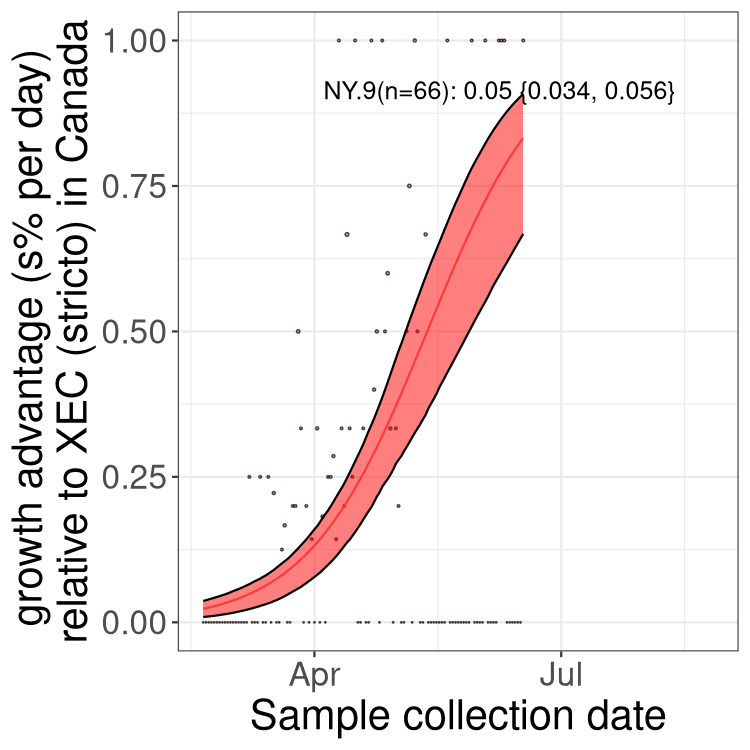 growth advantage (s% per day)
relative to XEC (stricto) in Canada
1.00
0.75
0.50
0.25
0.00
NY.9(n=66): 0.05 {0.034, 0.056}
Apr
Jul
Sample collection date